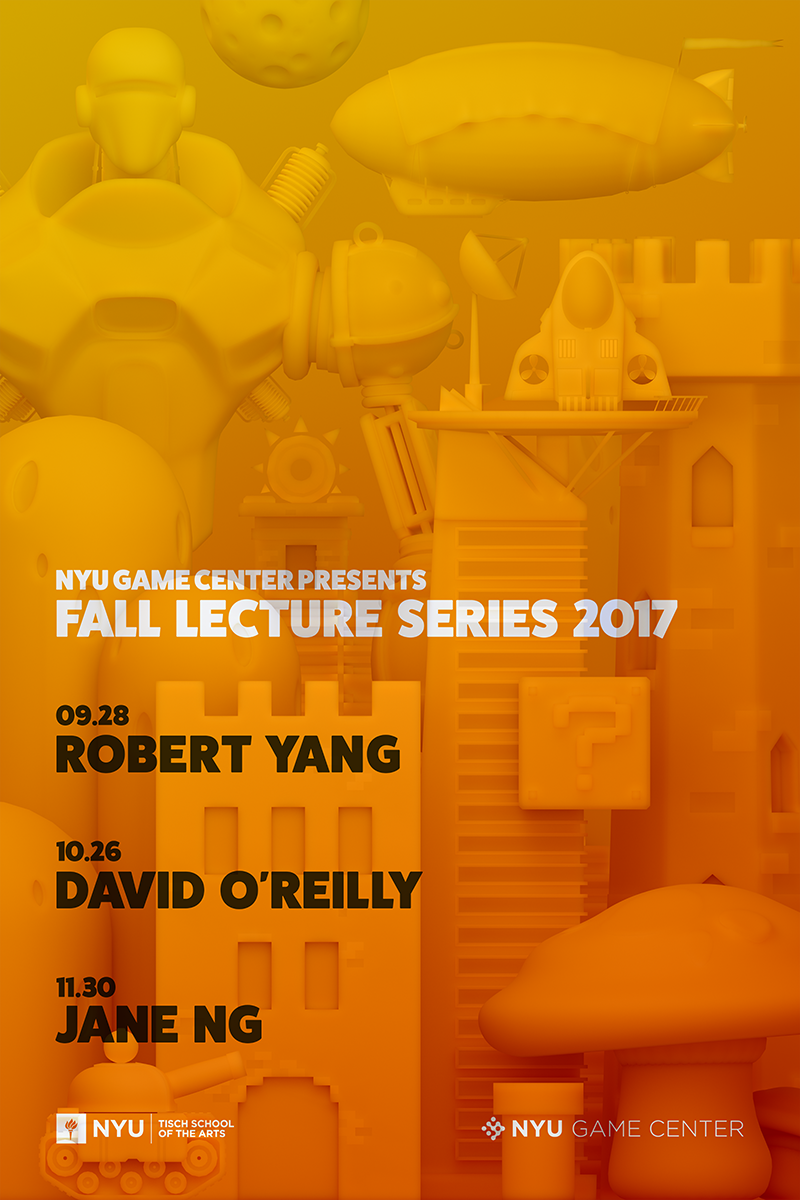 NYU GAME CENTER PRESENTS
FALL LECTURE SERIES 2017
09.28
ROBERT YANG
10.26
DAVID O'REILLY
11.30
JANE NG
NYU
TISCH SCHOOL
OF THE ARTS
NYU GAME CENTER
?